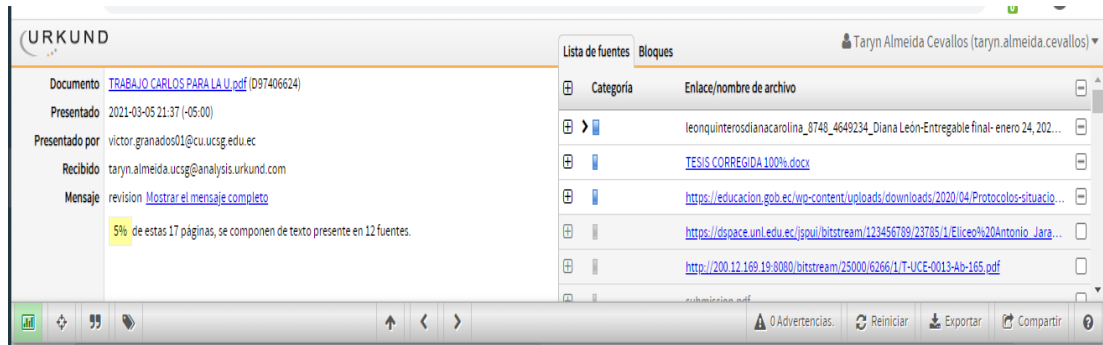 URKUND
Documento TRABAJO CARLOS PARA LA U.pdf (D97406624)
Presentado 2021-03-05 21:37 (-05:00)
Presentado por victor.granados01@cu.ucsg.edu.ec
Recibido taryn.almeida.ucsg@analysis.urkund.com
Mensaje revision Mostrar el mensaje completo
5% de estas 17 páginas, se componen de texto presente en 12 fuentes.
Taryn Almeida Cevallos (taryn.almeida.cevallos)
Lista de fuentes Bloques
Categoría Enlace/nombre de archivo
leonquinterosdianacarolina_8748_4649234_Diana León-Entregable final- enero 24, 202...
TESIS CORREGIDA 100%.docx
https://educacion.gob.ec/wp-content/uploads/downloads/2020/04/Protocolos-situacio...
https://dspace.unl.edu.ec/jspui/bitstream/123456789/23785/1/Eliceo%20Antonio_Jara...
http://200.12.169.19:8080/bitstream/25000/6266/1/T-UCE-0013-Ab-165.pdf
submission.pdf
0 Advertencias. Reiniciar Exportar Compartir